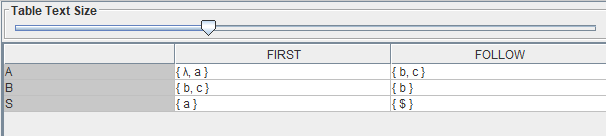 Table Text Size
FIRST FOLLOW
A { λ, a } { b, c }
B { b, c } { b }
S { a } { $ }